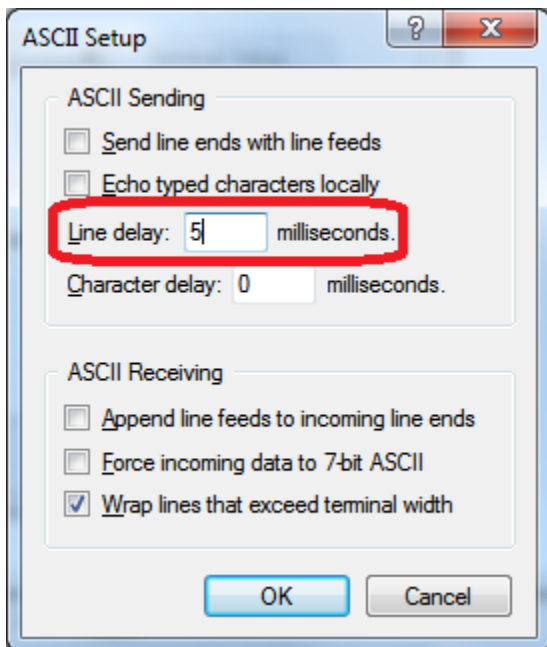 ASCII Setup
ASCII Sending
Send line ends with line feeds
Echo typed characters locally
Line delay: 5 milliseconds.
Character delay: 0 milliseconds.
ASCII Receiving
Append line feeds to incoming line ends
Force incoming data to 7-bit ASCII
Wrap lines that exceed terminal width
OK Cancel